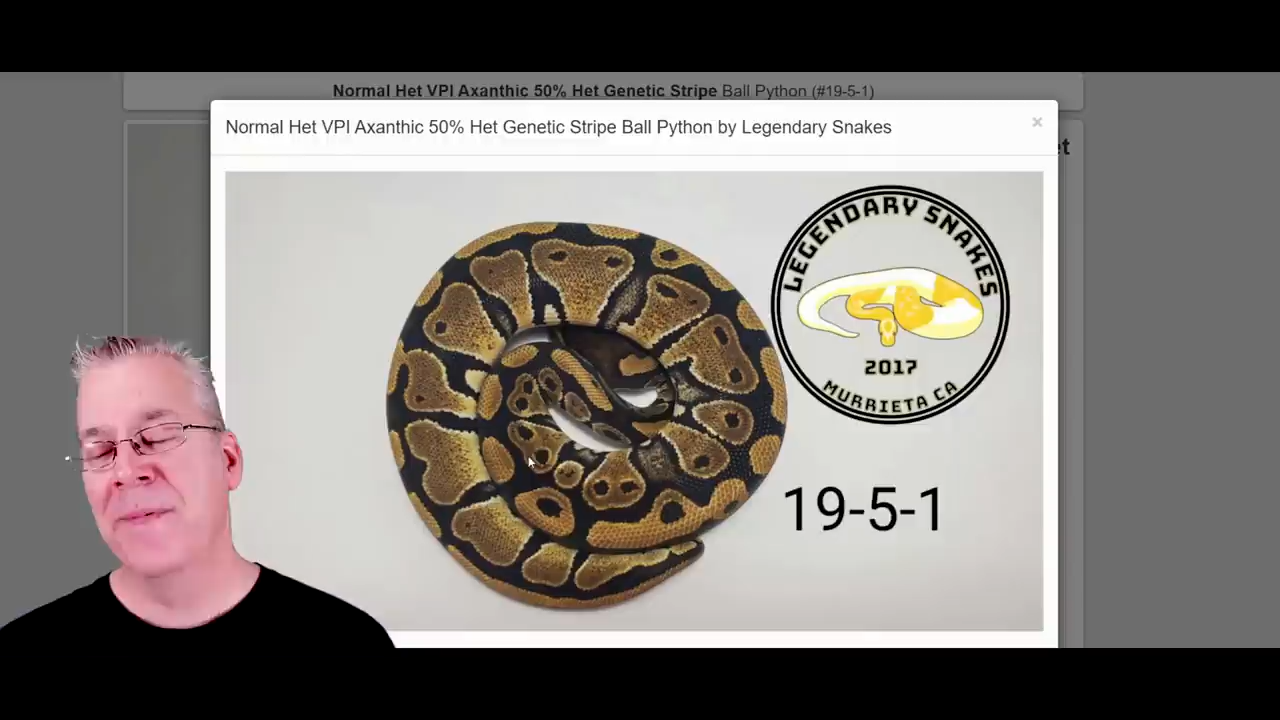 Normal Het VPI Axanthic 50% Het Genetic Stripe Ball Python (#19-5-1)
Normal Het VPI Axanthic 50% Het Genetic Stripe Ball Python by Legendary Snakes
×
et
LEGENDARY SNAKES
2017
MURRIETA CA
19-5-1